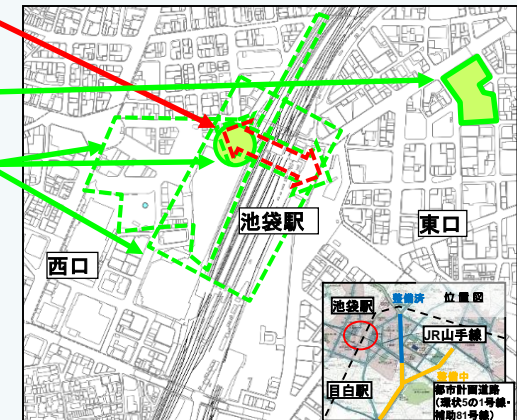 池袋駅
東口
西口
整備済
位置図
池袋駅
JR山手線
目白駅
整備中
都市計画道路
(環状5の1号線・
補助81号線)